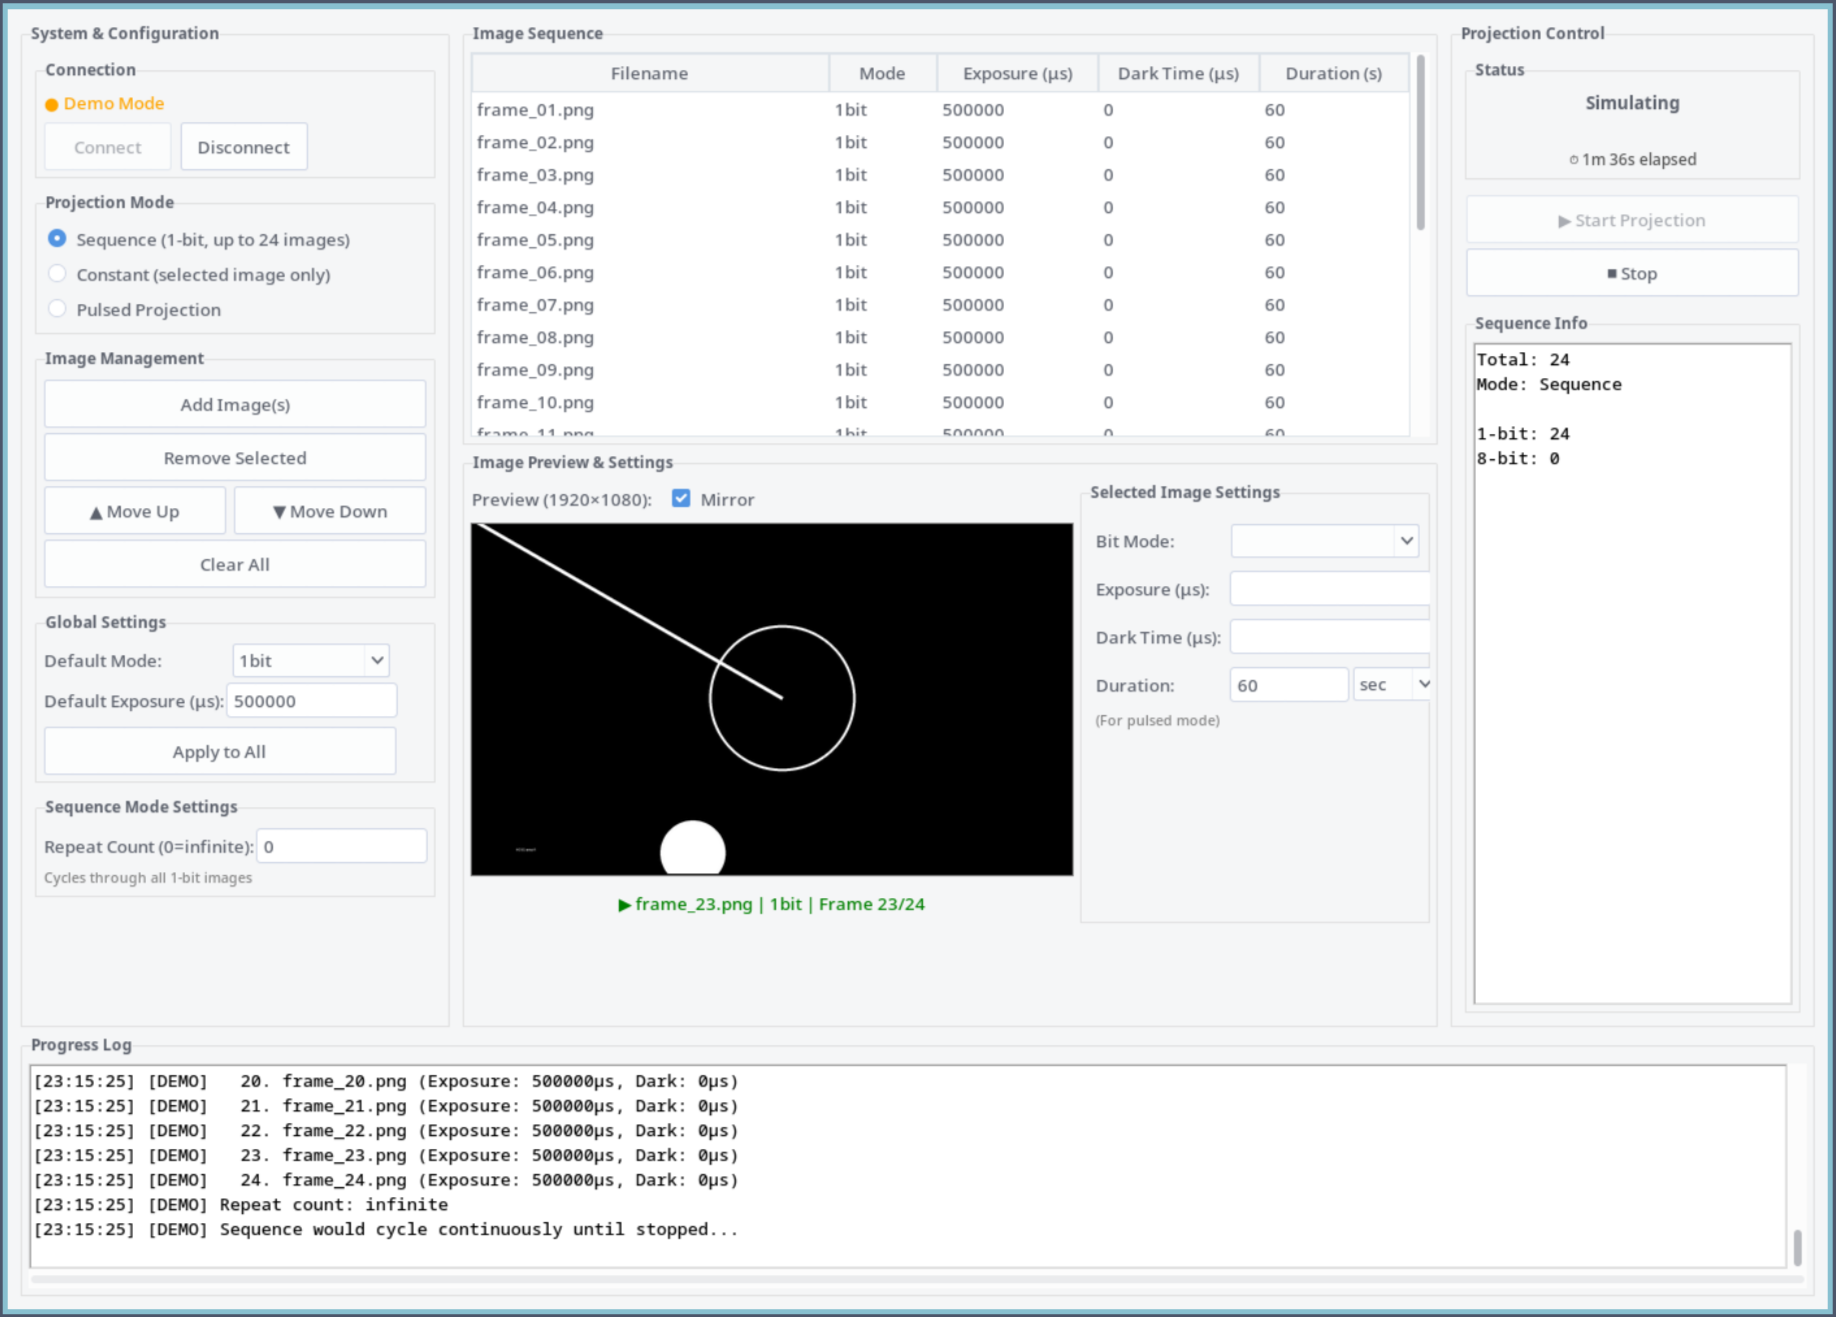 System & Configuration
Connection
Demo Mode
Connect
Disconnect
Projection Mode
Sequence (1-bit, up to 24 images)
Constant (selected image only)
Pulsed Projection
Image Management
Add Image(s)
Remove Selected
▲ Move Up
▼ Move Down
Clear All
Global Settings
Default Mode: 1bit
Default Exposure (µs): 500000
Apply to All
Sequence Mode Settings
Repeat Count (0=infinite): 0
Cycles through all 1-bit images
Image Sequence
Filename Mode Exposure (µs) Dark Time (µs) Duration (s)
frame_01.png 1bit 500000 0 60
frame_02.png 1bit 500000 0 60
frame_03.png 1bit 500000 0 60
frame_04.png 1bit 500000 0 60
frame_05.png 1bit 500000 0 60
frame_06.png 1bit 500000 0 60
frame_07.png 1bit 500000 0 60
frame_08.png 1bit 500000 0 60
frame_09.png 1bit 500000 0 60
frame_10.png 1bit 500000 0 60
frame_11.png 1bit 500000 0 60
Image Preview & Settings
Preview (1920×1080): Mirror
▶ frame_23.png | 1bit | Frame 23/24
Selected Image Settings
Bit Mode:
Exposure (µs):
Dark Time (µs):
Duration: 60 sec
(For pulsed mode)
Projection Control
Status
Simulating
⏱ 1m 36s elapsed
▶ Start Projection
■ Stop
Sequence Info
Total: 24
Mode: Sequence
1-bit: 24
8-bit: 0
Progress Log
[23:15:25] [DEMO] 20. frame_20.png (Exposure: 500000µs, Dark: 0µs)
[23:15:25] [DEMO] 21. frame_21.png (Exposure: 500000µs, Dark: 0µs)
[23:15:25] [DEMO] 22. frame_22.png (Exposure: 500000µs, Dark: 0µs)
[23:15:25] [DEMO] 23. frame_23.png (Exposure: 500000µs, Dark: 0µs)
[23:15:25] [DEMO] 24. frame_24.png (Exposure: 500000µs, Dark: 0µs)
[23:15:25] [DEMO] Repeat count: infinite
[23:15:25] [DEMO] Sequence would cycle continuously until stopped...